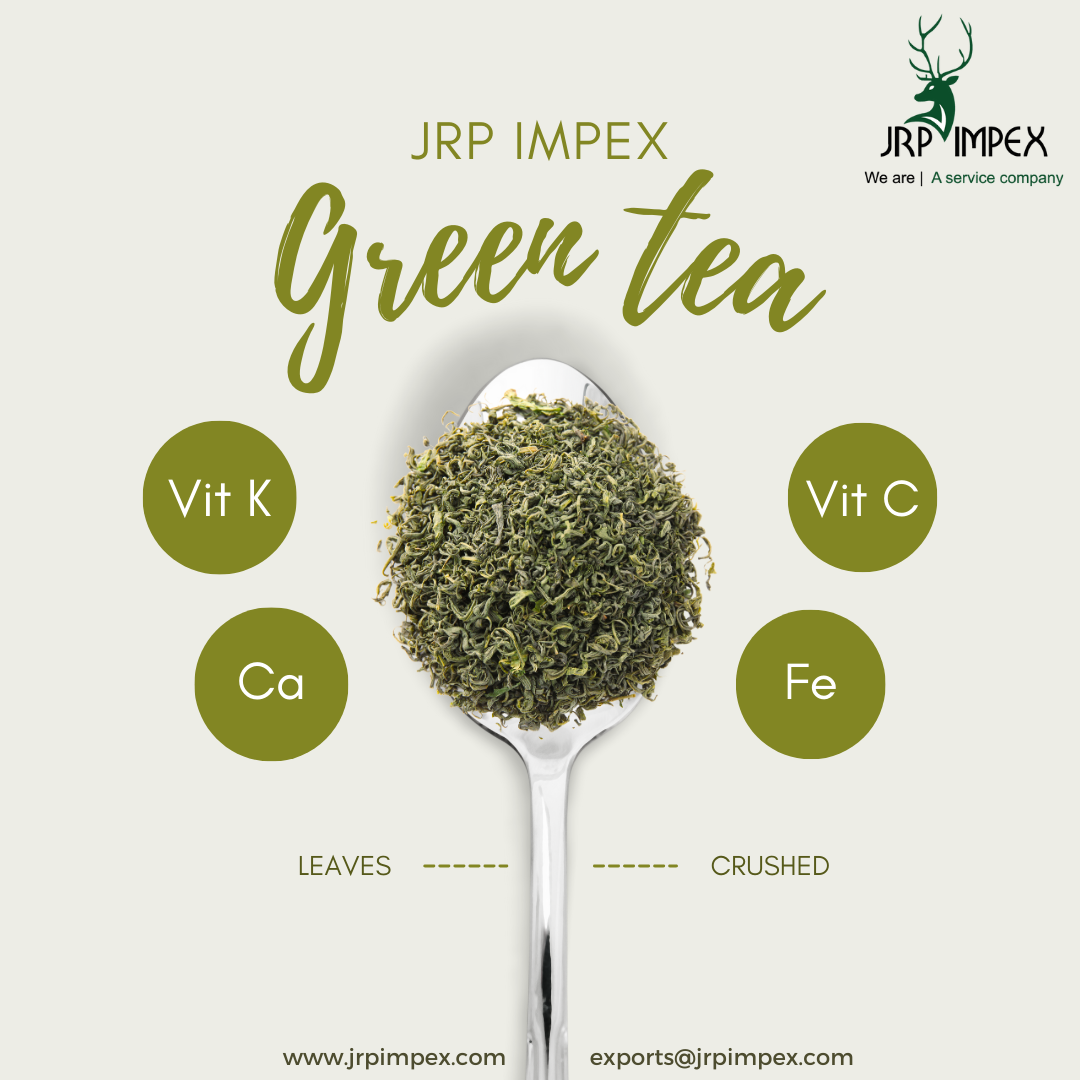 JRP IMPEX
We are | A service company
JRP IMPEX
Green tea
Vit K
Vit C
Ca
Fe
LEAVES ------ ------ CRUSHED
www.jrpimpex.com
exports@jrpimpex.com